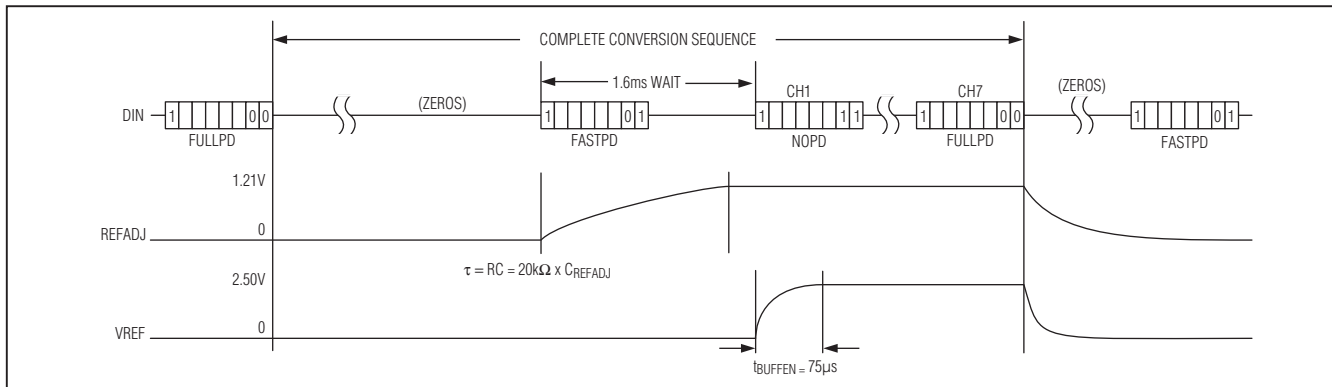 COMPLETE CONVERSION SEQUENCE
1.6ms WAIT
DIN
1 0 0
FULLPD
(ZEROS)
1 0 1
FASTPD
CH1
1 1 1
NOPD
CH7
1 0 0
FULLPD
(ZEROS)
1 0 1
FASTPD
1.21V
REFADJ
0
τ = RC = 20kΩ x CREFADJ
2.50V
VREF
0
tBUFFEN = 75µs